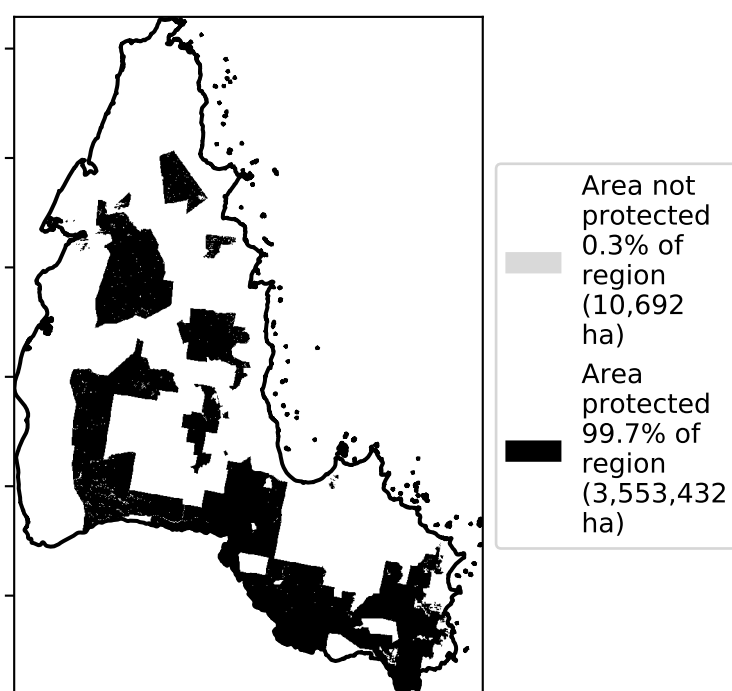 Area not
protected
0.3% of
region
(10,692
ha)
Area
protected
99.7% of
region
(3,553,432
ha)